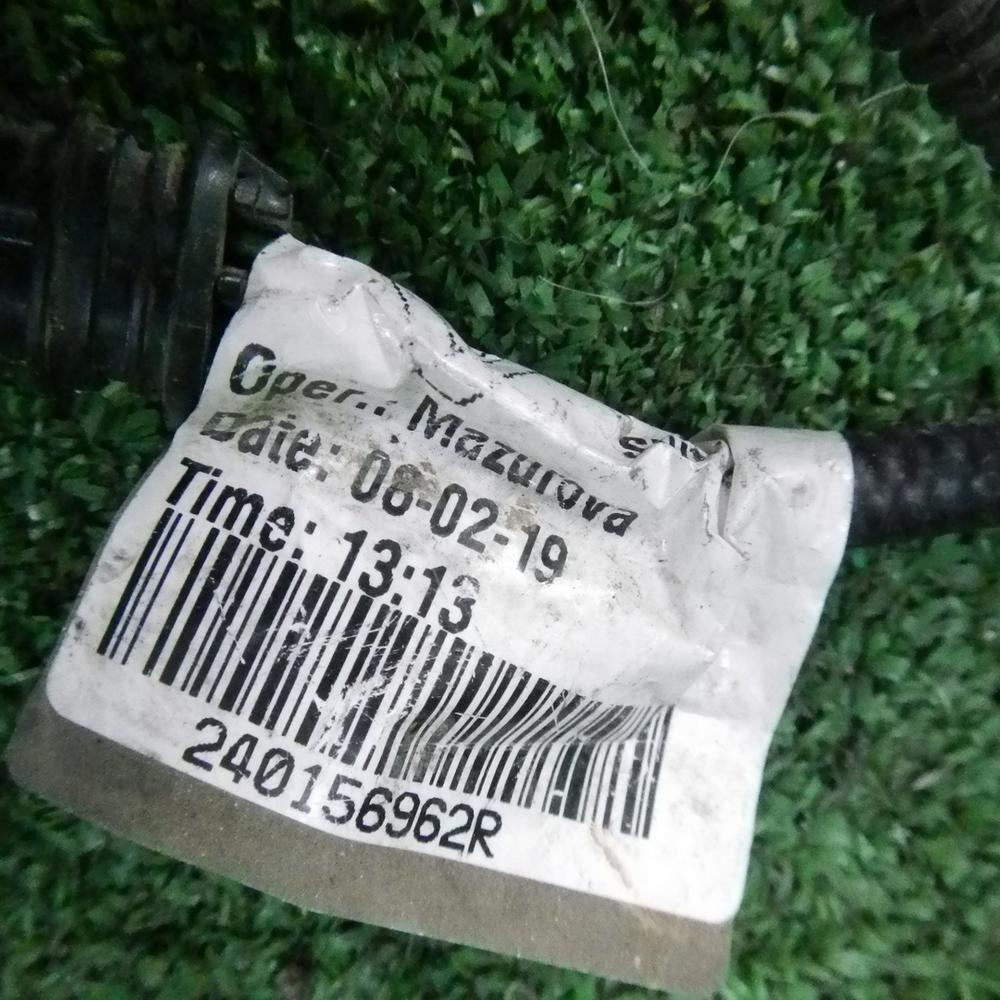 Oper.: Mazurova
Date: 06-02-19
Time: 13:13
240156962R